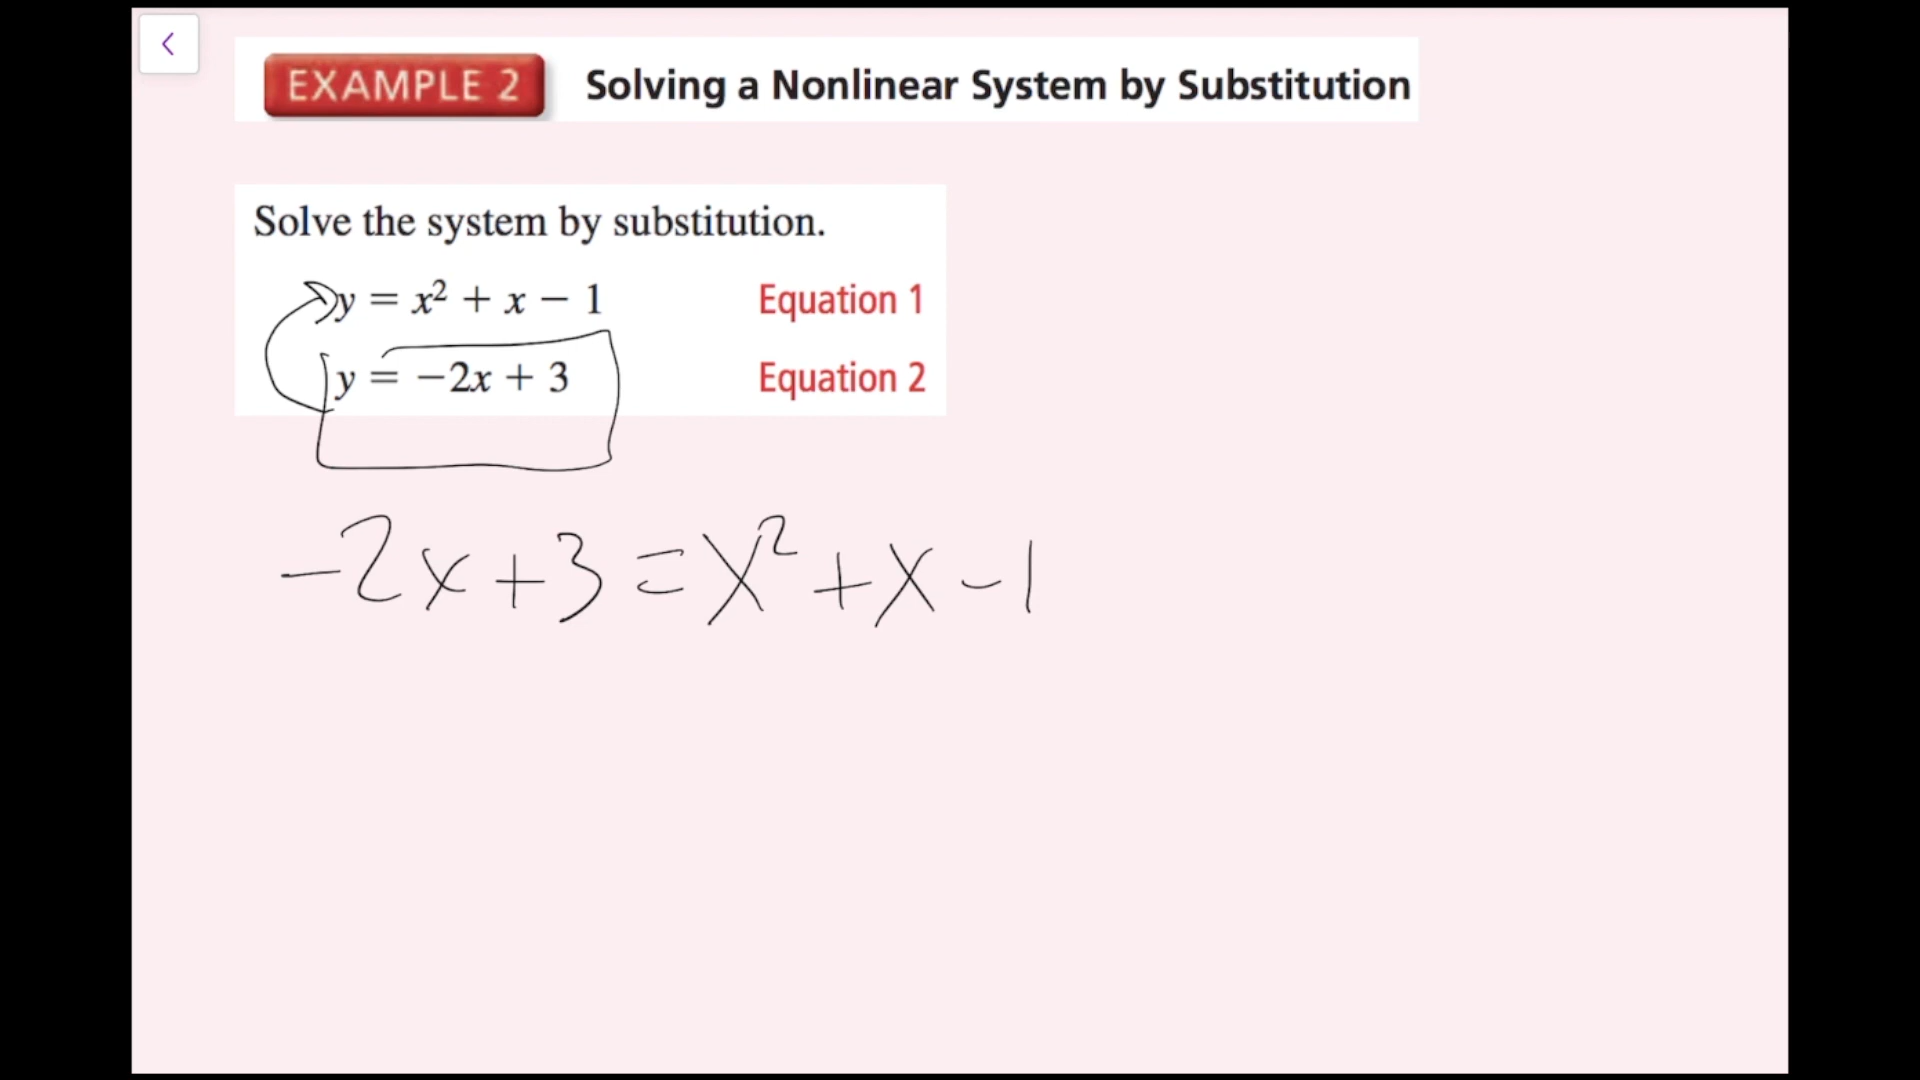 EXAMPLE 2 Solving a Nonlinear System by Substitution
Solve the system by substitution.
y = x² + x − 1 Equation 1
y = −2x + 3 Equation 2
-2x+3=x²+x-1